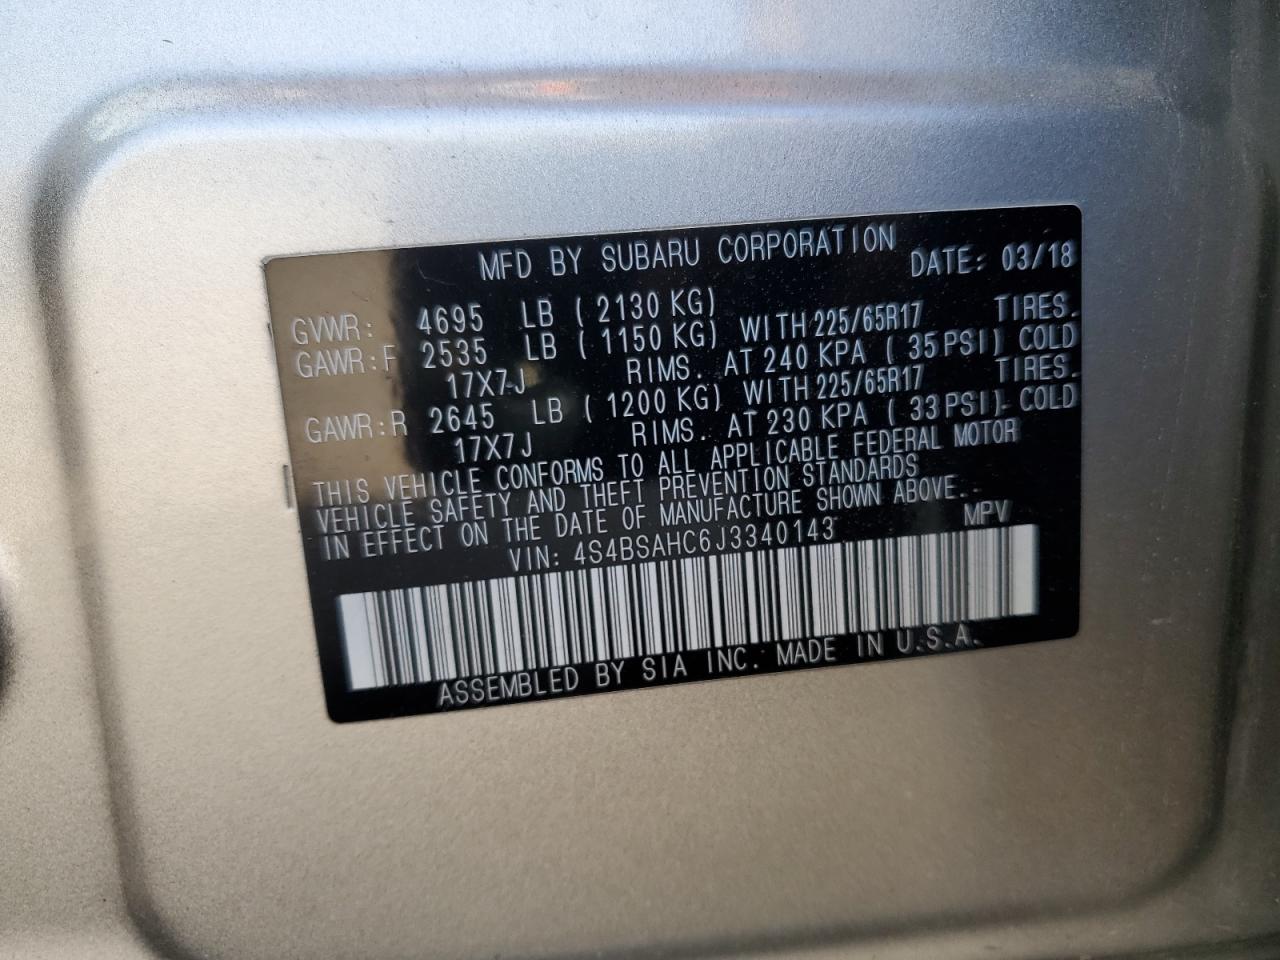 MFD BY SUBARU CORPORATION DATE: 03/18
GVWR: 4695 LB ( 2130 KG)
GAWR:F 2535 LB ( 1150 KG) WITH 225/65R17 TIRES.
17X7J RIMS. AT 240 KPA ( 35 PSI) COLD
GAWR:R 2645 LB ( 1200 KG) WITH 225/65R17 TIRES.
17X7J RIMS. AT 230 KPA ( 33 PSI). COLD
THIS VEHICLE CONFORMS TO ALL APPLICABLE FEDERAL MOTOR
VEHICLE SAFETY AND THEFT PREVENTION STANDARDS
IN EFFECT ON THE DATE OF MANUFACTURE SHOWN ABOVE.
VIN: 4S4BSAHC6J3340143 MPV
ASSEMBLED BY SIA INC. MADE IN U.S.A.